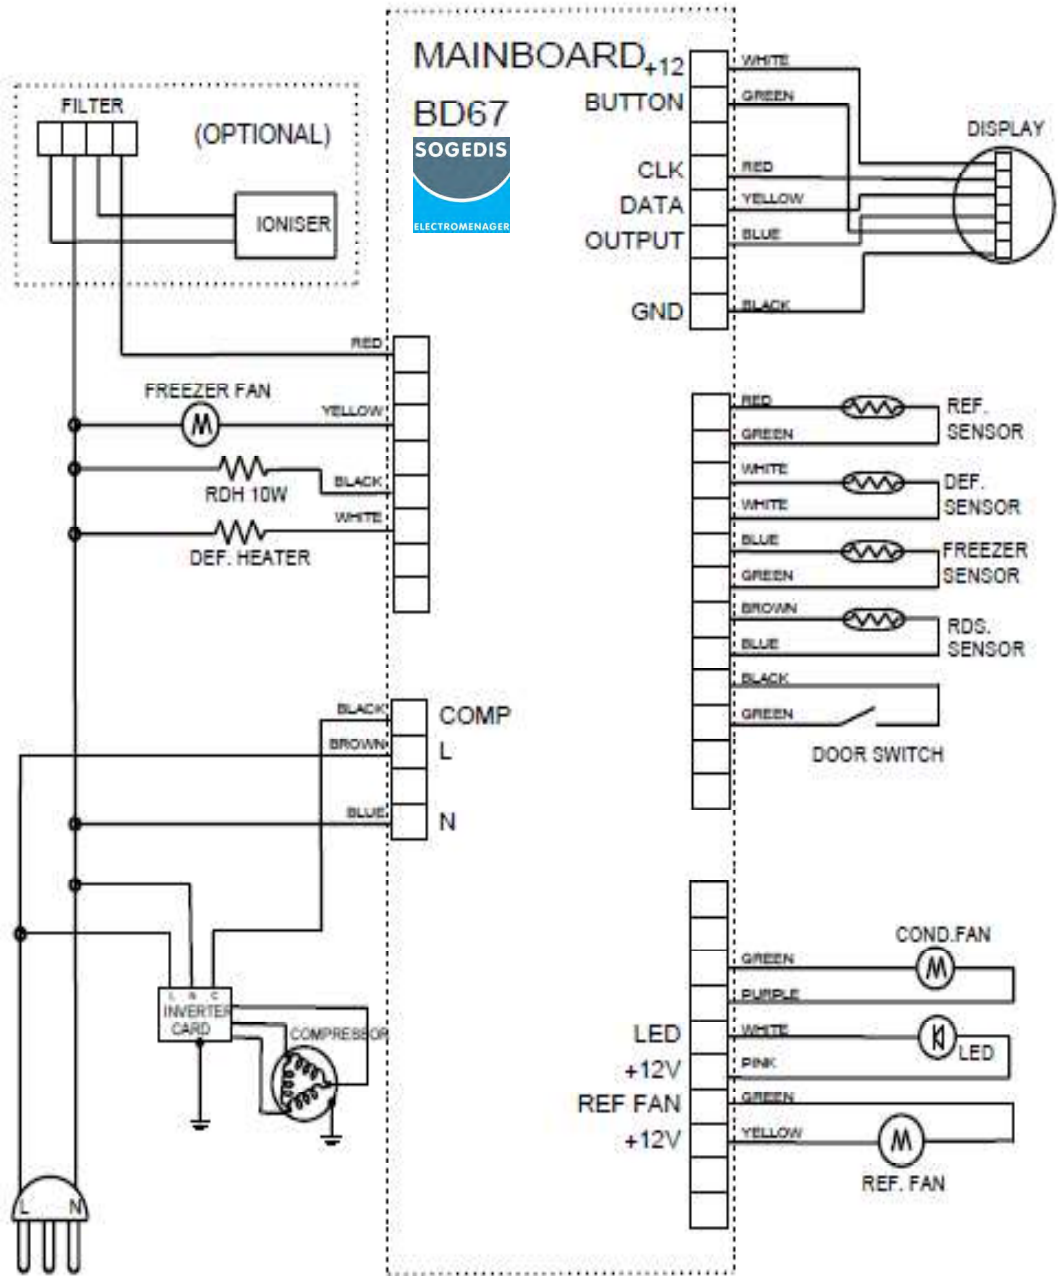 MAINBOARD
BD67
SOGEDIS
ELECTROMENAGER
FILTER
(OPTIONAL)
IONISER
RED
FREEZER FAN
M
YELLOW
RDH 10W
BLACK
WHITE
DEF. HEATER
BLACK
COMP
BROWN
L
BLUE
N
L N C
INVERTER
CARD
COMPRESSOR
L
N
+12
WHITE
BUTTON
GREEN
DISPLAY
CLK
RED
DATA
YELLOW
OUTPUT
BLUE
GND
BLACK
RED
REF.
SENSOR
GREEN
WHITE
DEF.
SENSOR
WHITE
BLUE
FREEZER
SENSOR
GREEN
BROWN
RDS.
SENSOR
BLUE
BLACK
GREEN
DOOR SWITCH
COND.FAN
GREEN
M
PURPLE
LED
WHITE
LED
+12V
PINK
REF FAN
GREEN
+12V
YELLOW
M
REF. FAN